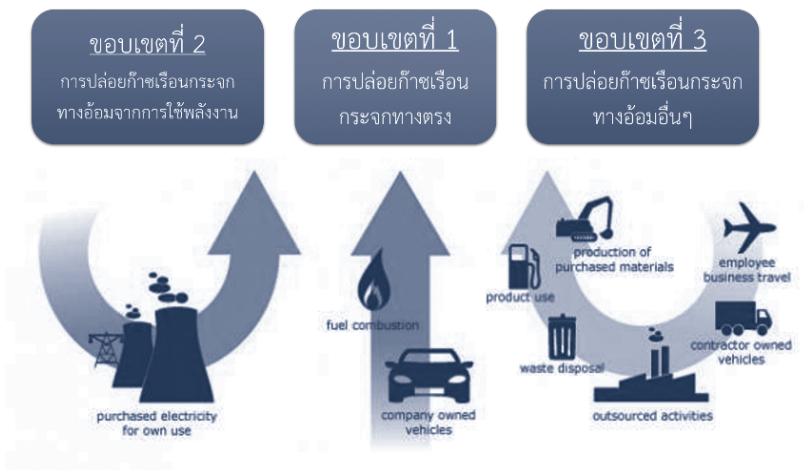 ขอบเขตที่ 2
การปล่อยก๊าซเรือนกระจก
ทางอ้อมจากการใช้พลังงาน
ขอบเขตที่ 1
การปล่อยก๊าซเรือน
กระจกทางตรง
ขอบเขตที่ 3
การปล่อยก๊าซเรือนกระจก
ทางอ้อมอื่นๆ
purchased electricity
for own use
fuel combustion
company owned
vehicles
production of
purchased materials
product use
employee
business travel
waste disposal
contractor owned
vehicles
outsourced activities